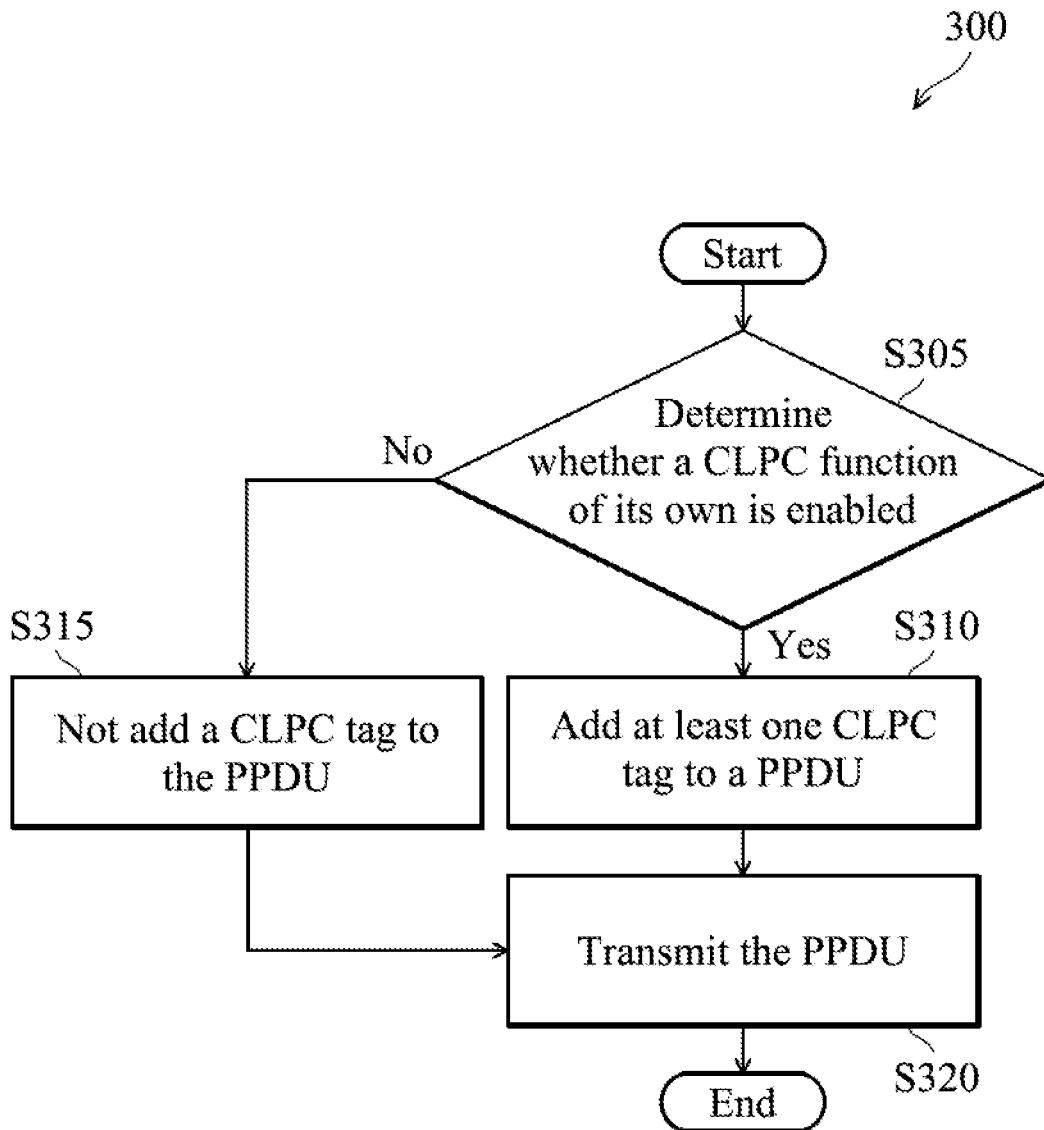 300
Start
S305
Determine
whether a CLPC function
of its own is enabled
No
Yes
S315
Not add a CLPC tag to
the PPDU
S310
Add at least one CLPC
tag to a PPDU
Transmit the PPDU
S320
End